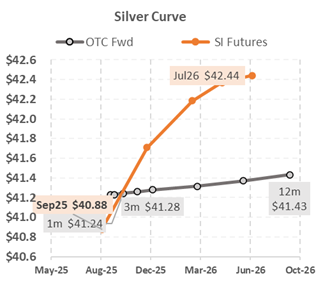 Silver Curve
OTC Fwd
SI Futures
$42.6
$42.4
$42.2
$42.0
$41.8
$41.6
$41.4
$41.2
$41.0
$40.8
$40.6
Jul26 $42.44
Sep25 $40.88
1m $41.24
3m $41.28
12m
$41.43
May-25
Aug-25
Dec-25
Mar-26
Jun-26
Oct-26